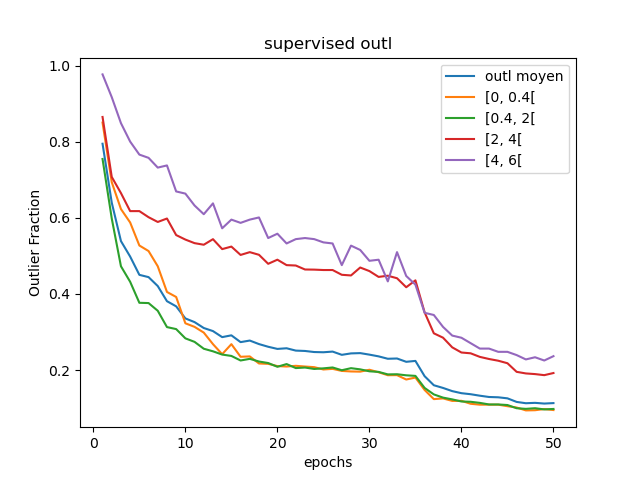 supervised outl
1.0
0.8
0.6
0.4
0.2
Outlier Fraction
outl moyen
[0, 0.4[
[0.4, 2[
[2, 4[
[4, 6[
0 10 20 30 40 50
epochs